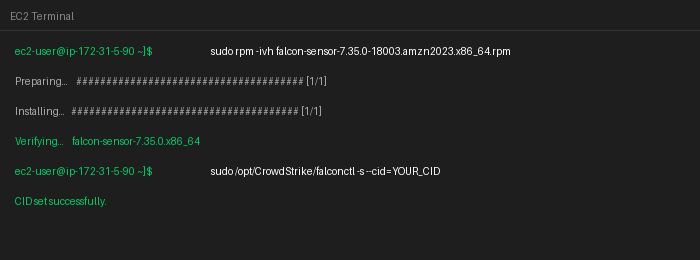 EC2 Terminal
ec2-user@ip-172-31-5-90 ~]$ sudo rpm -ivh falcon-sensor-7.35.0-18003.amzn2023.x86_64.rpm
Preparing... ###################################### [1/1]
Installing... ###################################### [1/1]
Verifying... falcon-sensor-7.35.0.x86_64
ec2-user@ip-172-31-5-90 ~]$ sudo /opt/CrowdStrike/falconctl -s --cid=YOUR_CID
CID set successfully.